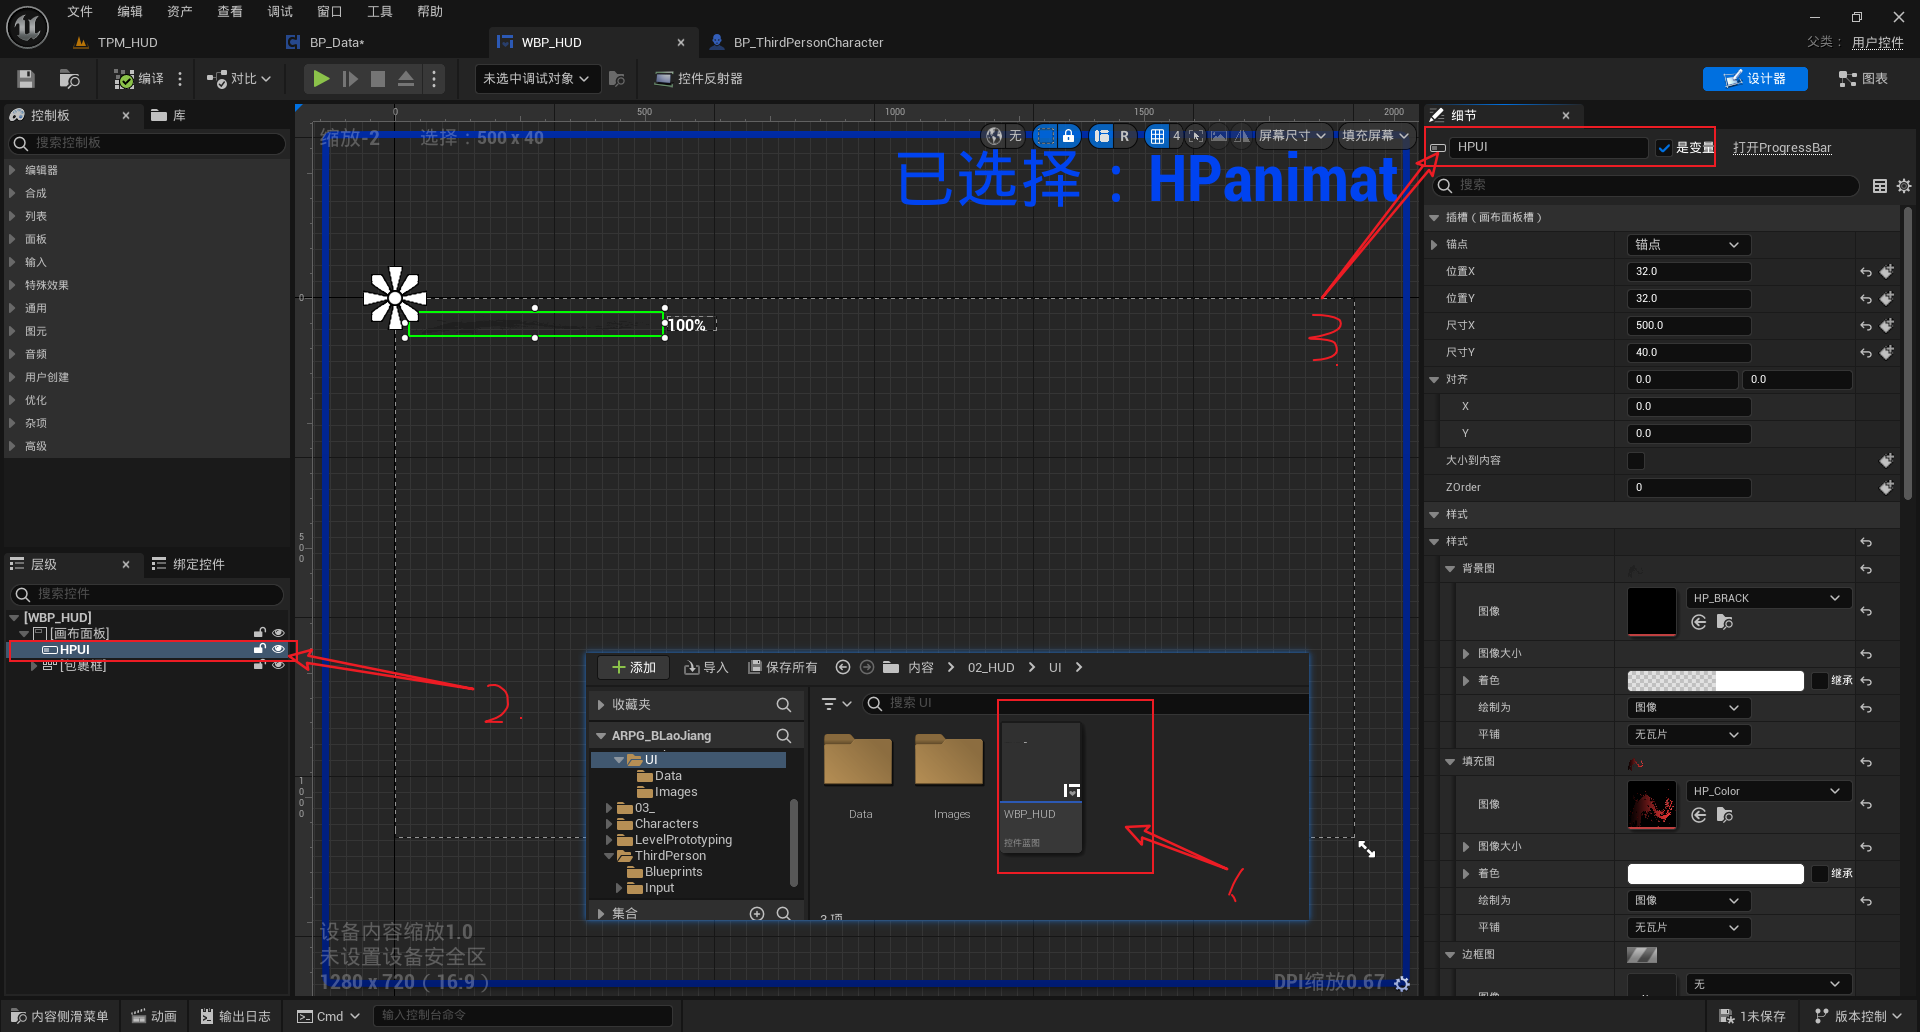 文件 编辑 资产 查看 调试 窗口 工具 帮助
TPM_HUD BP_Data* WBP_HUD BP_ThirdPersonCharacter
父类： 用户控件
编译 对比 未选中调试对象 控件反射器 设计器 图表
控制板 库
搜索控制板
编辑器
合成
列表
面板
输入
特殊效果
通用
图元
音频
用户创建
优化
杂项
高级
层级 绑定控件
搜索控件
[WBP_HUD]
[画布面板]
HPUI
[包裹框]
0 500 1000 1500 2000
缩放-2 选择：500 x 40
无 R 4 屏幕尺寸 填充屏幕
已选择：HPanimat
0
100%
500
1000
3.
2.
1
添加 导入 保存所有 内容 02_HUD UI
收藏夹
搜索 UI
ARPG_BLaoJiang
UI
Data
Images
03_
Characters
LevelPrototyping
ThirdPerson
Blueprints
Input
集合
Data Images WBP_HUD
控件蓝图
3 项
设备内容缩放1.0
未设置设备安全区
1280 x 720（16:9）
DPI缩放0.67
细节
HPUI 是变量 打开ProgressBar
搜索
插槽（画布面板槽）
锚点 锚点
位置X 32.0
位置Y 32.0
尺寸X 500.0
尺寸Y 40.0
对齐 0.0 0.0
X 0.0
Y 0.0
大小到内容
ZOrder 0
样式
样式
背景图
图像 HP_BRACK
图像大小
着色 继承
绘制为 图像
平铺 无瓦片
填充图
图像 HP_Color
图像大小
着色 继承
绘制为 图像
平铺 无瓦片
边框图
图像 无
内容侧滑菜单 动画 输出日志 Cmd 输入控制台命令 1未保存 版本控制